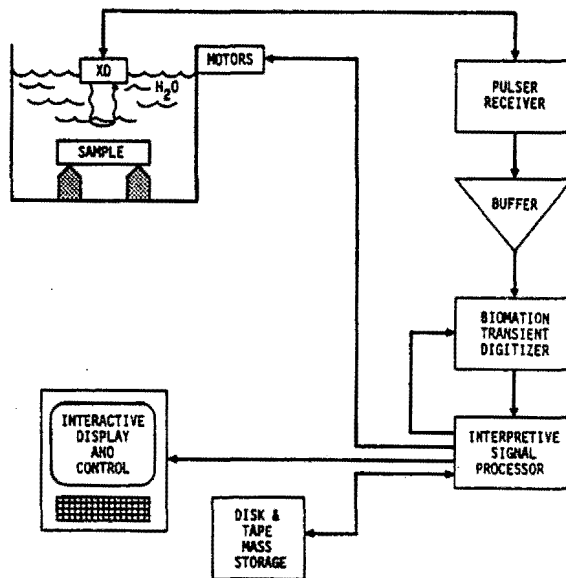 XD
MOTORS
H2O
SAMPLE
PULSER
RECEIVER
BUFFER
BIOMATION
TRANSIENT
DIGITIZER
INTERACTIVE
DISPLAY
AND
CONTROL
INTERPRETIVE
SIGNAL
PROCESSOR
DISK &
TAPE
MASS
STORAGE